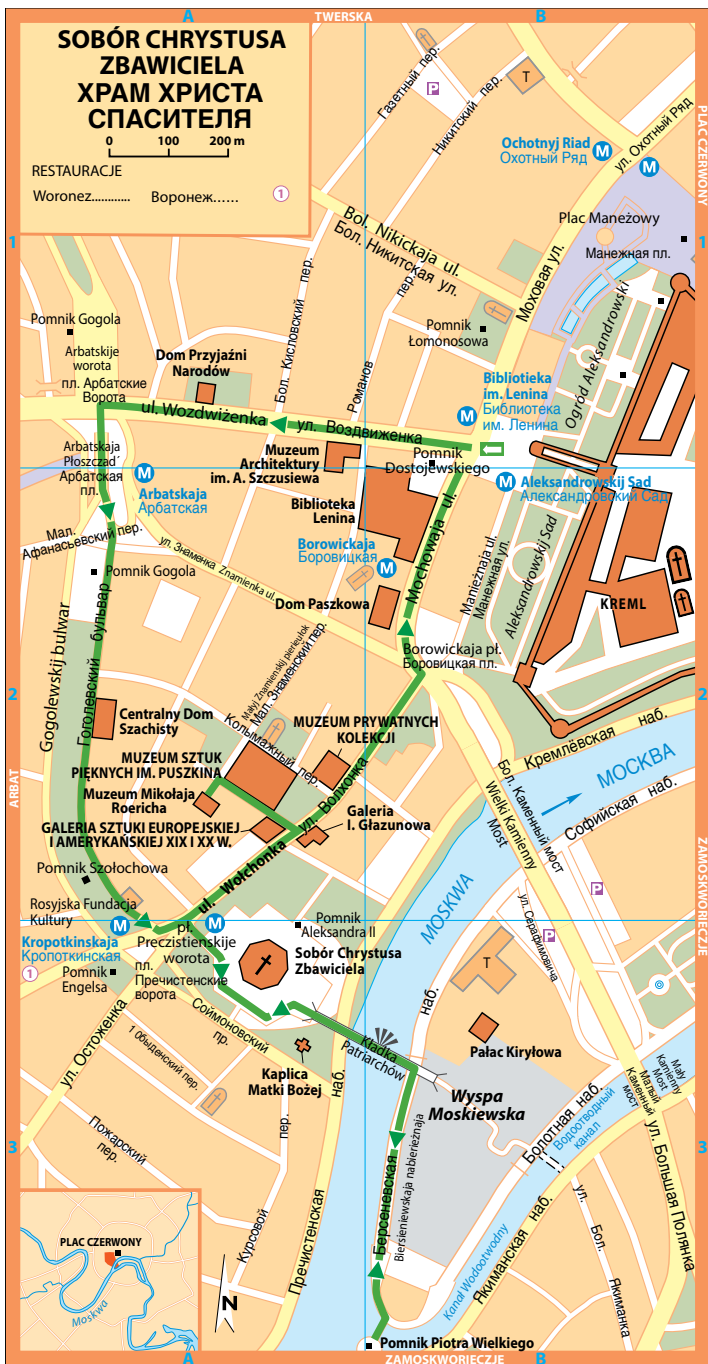 A
TWERSKA
B
SOBÓR CHRYSTUSA
ZBAWICIELA
ХРАМ ХРИСТА
СПАСИТЕЛЯ
0 100 200 m
RESTAURACJE
Woronez............. Воронеж...... 1
Газетный пер.
P
T
Никитский пер.
Ochotnyj Riad
Охотный Ряд
M
ул. Охотный Ряд
M
PLAC CZERWONY
1
Plac Maneżowy
Манежная пл.
1
Bol. Nikickaja ul.
Бол. Никитская ул.
Моховая ул.
Бол. Кисловский пер.
Романов
пер.
Pomnik
Łomonosowa
Ogród Aleksandrowski
Pomnik Gogola
Arbatskije
worota
пл. Арбатские
Ворота
Dom Przyjaźni
Narodów
Bibliotieka
im. Lenina
Библиотека
им. Ленина
M
ul. Wozdwiżenka
ул. Воздвиженка
Arbatskaja
Płoszczad´
Арбатская
пл.
M
Arbatskaja
Арбатская
Muzeum
Architektury
im. A. Szczusiewa
Pomnik
Dostojewskiego
M
Aleksandrowskij Sad
Александровский Сад
Biblioteka
Lenina
Мал.
Афанасьевский пер.
ул. Знаменка Znamienka ul.
Borowickaja
Боровицкая
M
Mochowaja ul.
Manieżnaja ul.
Манежная ул.
Aleksandrowskij Sad
Pomnik Gogola
Dom Paszkowa
KREML
Gogolewskij bulwar
Гоголевский бульвар
Małyj Znamienskij pierieułok
Мал. Знаменский пер.
Borowickaja pł.
Боровицкая пл.
2
Centralny Dom
Szachisty
Колымажный пер.
MUZEUM PRYWATNYCH
KOLEKCJI
2
Кремлёвская наб.
MUZEUM SZTUK
PIĘKNYCH IM. PUSZKINA
МОСКВА
ARBAT
Muzeum Mikołaja
Roericha
ул. Волхонка
Бол. Каменный мост
Wielki Kamienny
Most
Софийская наб.
GALERIA SZTUKI EUROPEJSKIEJ
I AMERYKAŃSKIEJ XIX I XX W.
Galeria
I. Głazunowa
ul. Wołchonka
Pomnik Szołochowa
MOSKWA
ZAMOSKWORIECZJE
P
Rosyjska Fundacja
Kultury
M
M
Kropotkinskaja
Кропоткинская
1
Pomnik
Engelsa
pł.
Preczistienskije
worota
пл.
Пречистенские
ворота
Pomnik
Aleksandra II
Sobór Chrystusa
Zbawiciela
ул. Серафимовича
P
наб.
T
Соймоновский
пр.
Kładka
Patriarchów
Pałac Kiryłowa
ул. Остоженка
1 Обыденский пер.
Kaplica
Matki Bożej
наб.
Wyspa
Moskiewska
Mały
Kamienny
Most
Малый
Каменный
мост
Болотная наб.
Водоотводный
канал
3
Пожарский
пер.
пер.
Берсеневская
Biersieniewskaja nabierieżnaja
3
ул. Большая Полянка
ул.
Бол.
Якиманка
Курсовой
Пречистенская
Якиманская
наб.
Kanał Wodootwodny
PLAC CZERWONY
Moskwa
N
Pomnik Piotra Wielkiego
A
ZAMOSKWORIECZJE
B